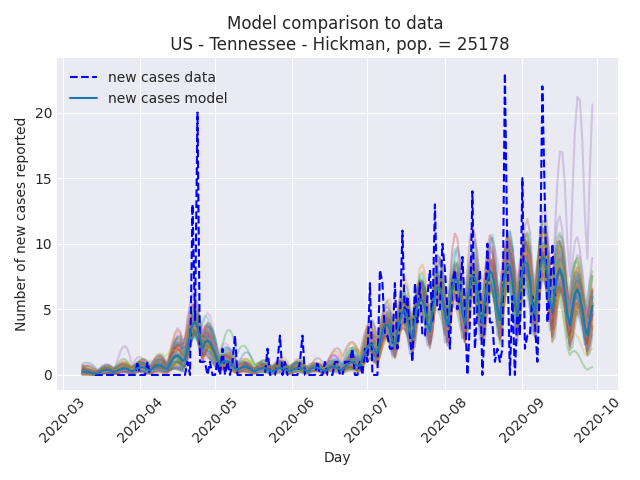 Model comparison to data
US - Tennessee - Hickman, pop. = 25178
new cases data
new cases model
Number of new cases reported
20
15
10
5
0
2020-03
2020-04
2020-05
2020-06
2020-07
2020-08
2020-09
2020-10
Day